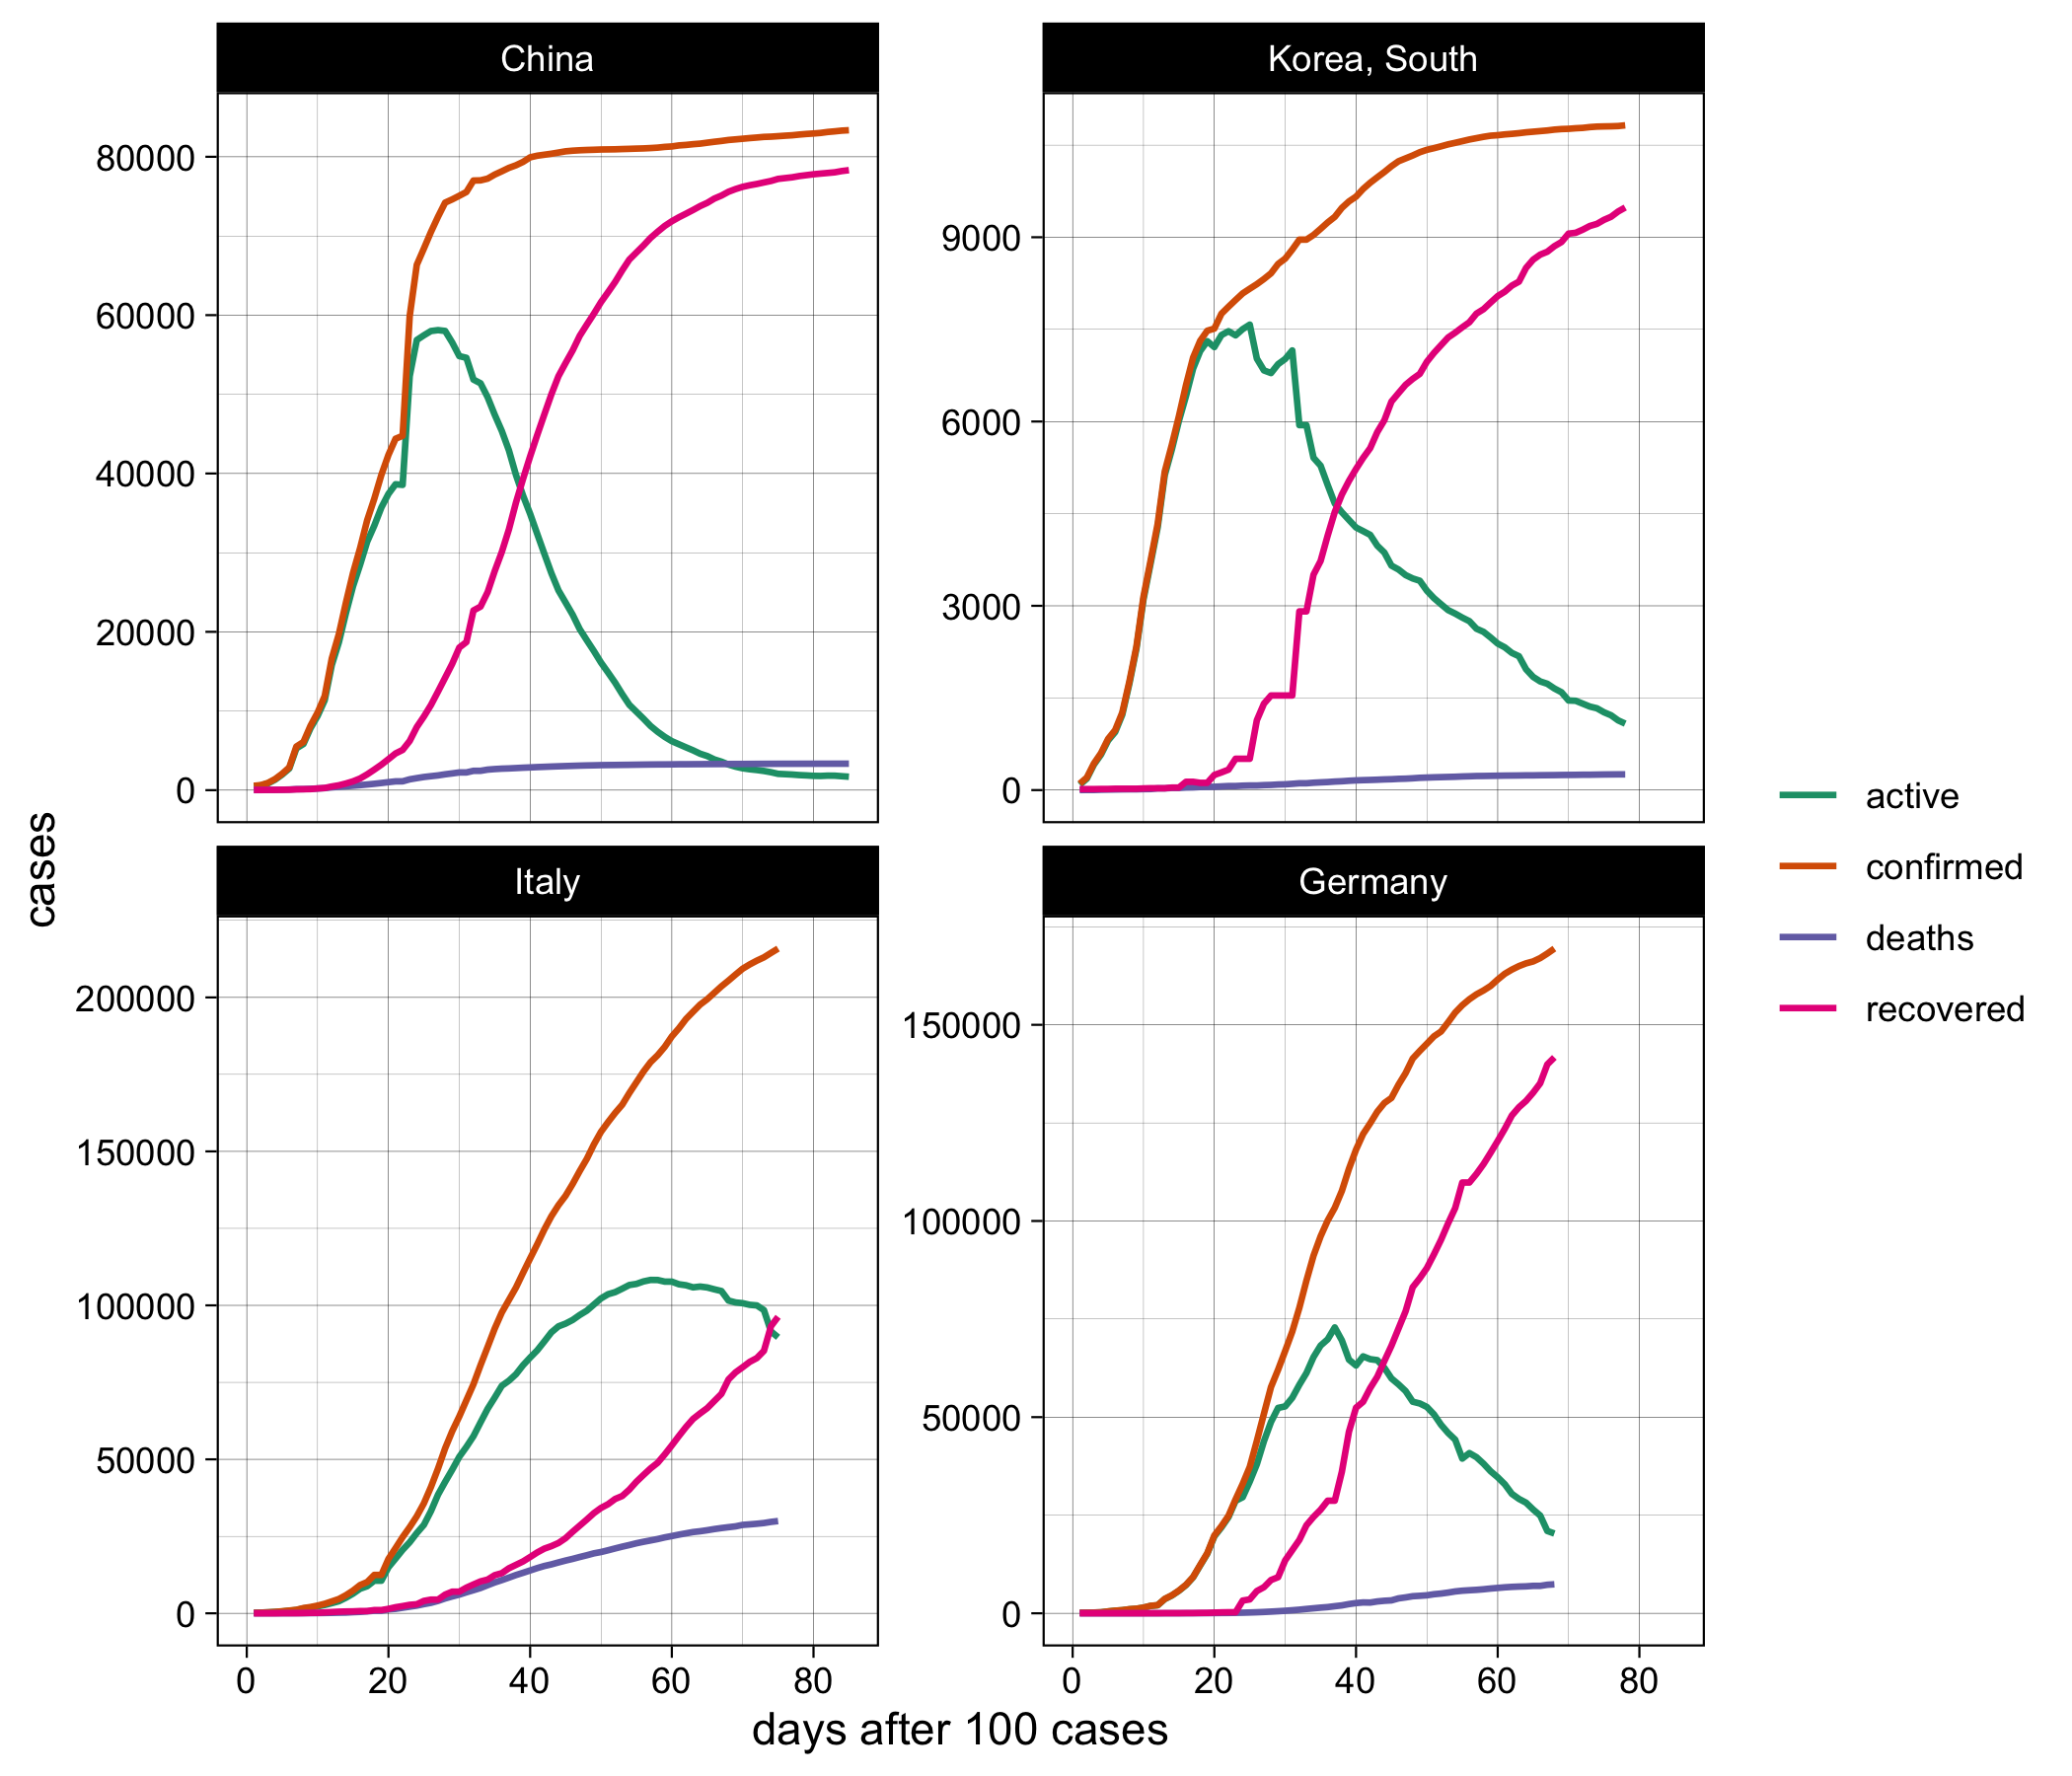 China
Korea, South
80000
60000
40000
20000
0
9000
6000
3000
0
cases
Italy
Germany
200000
150000
100000
50000
0
150000
100000
50000
0
0 20 40 60 80
0 20 40 60 80
days after 100 cases
active
confirmed
deaths
recovered